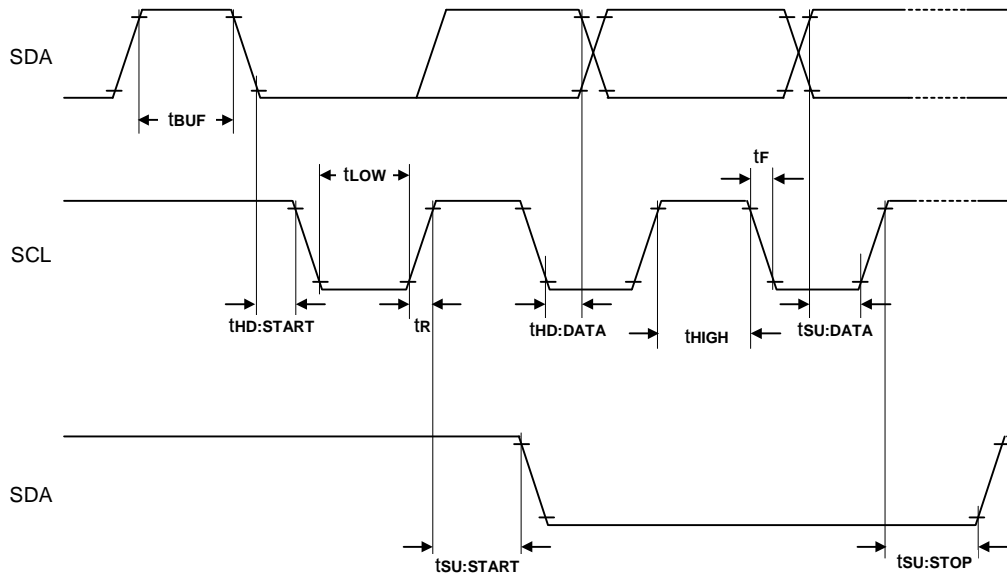 SDA
tBUF
tF
tLOW
SCL
tHD:START
tR
tHD:DATA
tHIGH
tSU:DATA
SDA
tSU:START
tSU:STOP